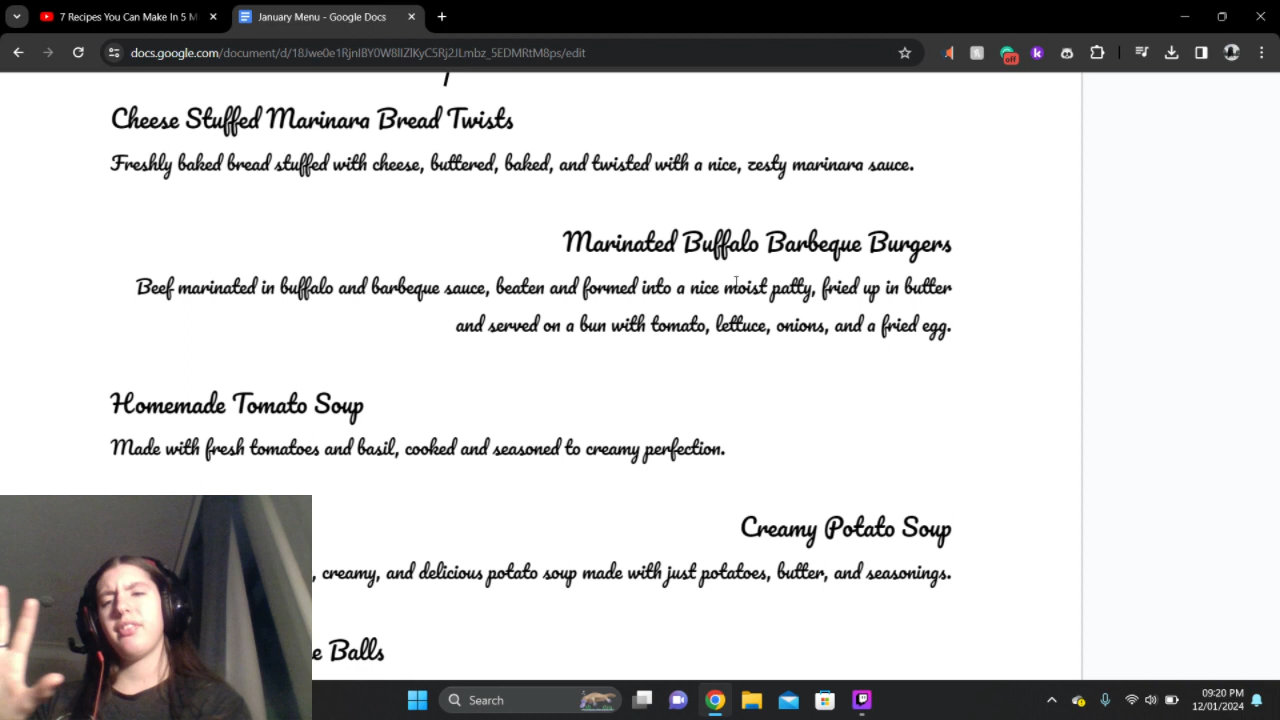 7 Recipes You Can Make In 5 M
January Menu - Google Docs
docs.google.com/document/d/
off
Cheese Stuffed Marinara Bread Twists
Freshly baked bread stuffed with cheese, buttered, baked, and twisted with a nice, zesty marinara sauce.
Marinated Buffalo Barbeque Burgers
Beef marinated in buffalo and barbeque sauce, beaten and formed into a nice moist patty, fried up in butter
and served on a bun with tomato, lettuce, onions, and a fried egg.
Homemade Tomato Soup
Made with fresh tomatoes and basil, cooked and seasoned to creamy perfection.
Creamy Potato Soup
, creamy, and delicious potato soup made with just potatoes, butter, and seasonings.
e Balls
Search
09:20 PM
12/01/2024